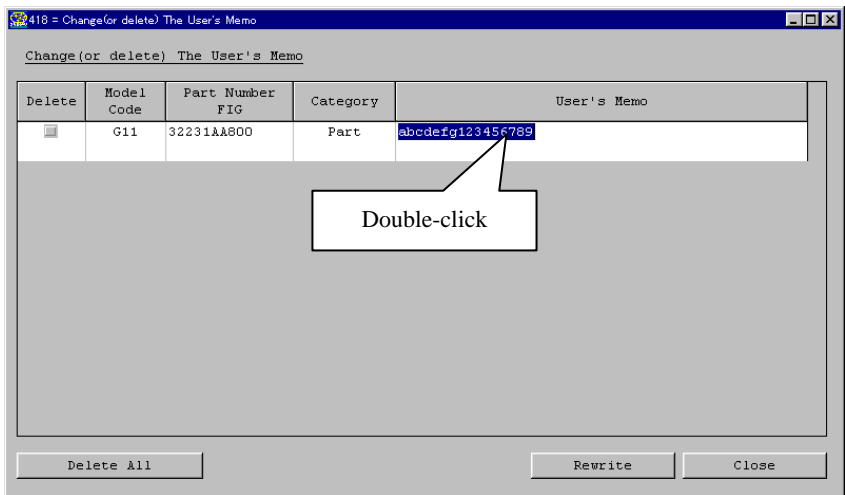 418 = Change(or delete) The User's Memo
Change(or delete) The User's Memo
Delete Model Code Part Number FIG Category User's Memo
G11 32231AA800 Part abcdefg123456789
Double-click
Delete All Rewrite Close